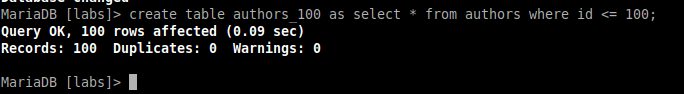 MariaDB [labs]> create table authors_100 as select * from authors where id <= 100;
Query OK, 100 rows affected (0.09 sec)
Records: 100  Duplicates: 0  Warnings: 0
MariaDB [labs]>